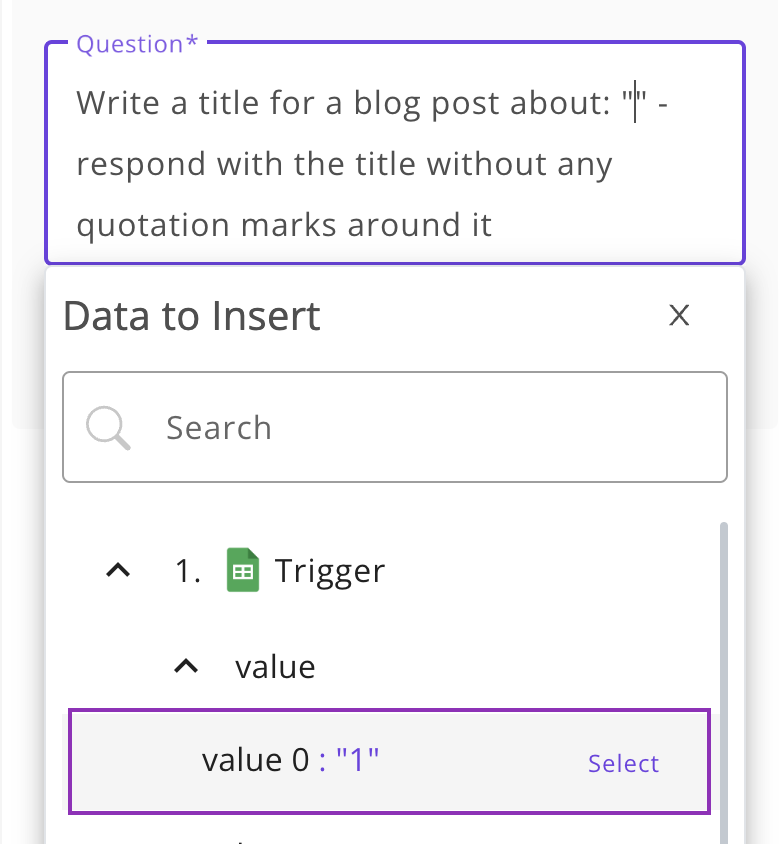 Question*
Write a title for a blog post about: "" -
respond with the title without any
quotation marks around it
Data to Insert
X
Search
1. Trigger
value
value 0 : "1" Select